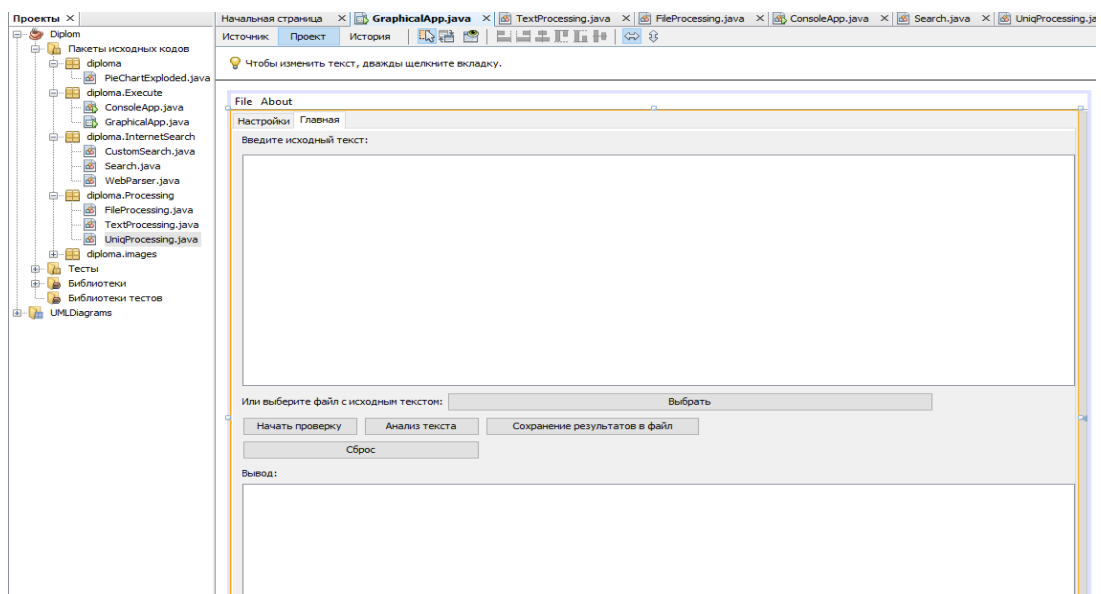 Проекты
Начальная страница GraphicalApp.java TextProcessing.java FileProcessing.java ConsoleApp.java Search.java UniqProcessing.ja
Источник Проект История
Чтобы изменить текст, дважды щелкните вкладку.
Diplom
Пакеты исходных кодов
diploma
PieChartExploded.java
diploma.Execute
ConsoleApp.java
GraphicalApp.java
diploma.InternetSearch
CustomSearch.java
Search.java
WebParser.java
diploma.Processing
FileProcessing.java
TextProcessing.java
UniqProcessing.java
diploma.images
Тесты
Библиотеки
Библиотеки тестов
UMLDiagrams
File About
Настройки Главная
Введите исходный текст:
Или выберите файл с исходным текстом: Выбрать
Начать проверку Анализ текста Сохранение результатов в файл
Сброс
Вывод: